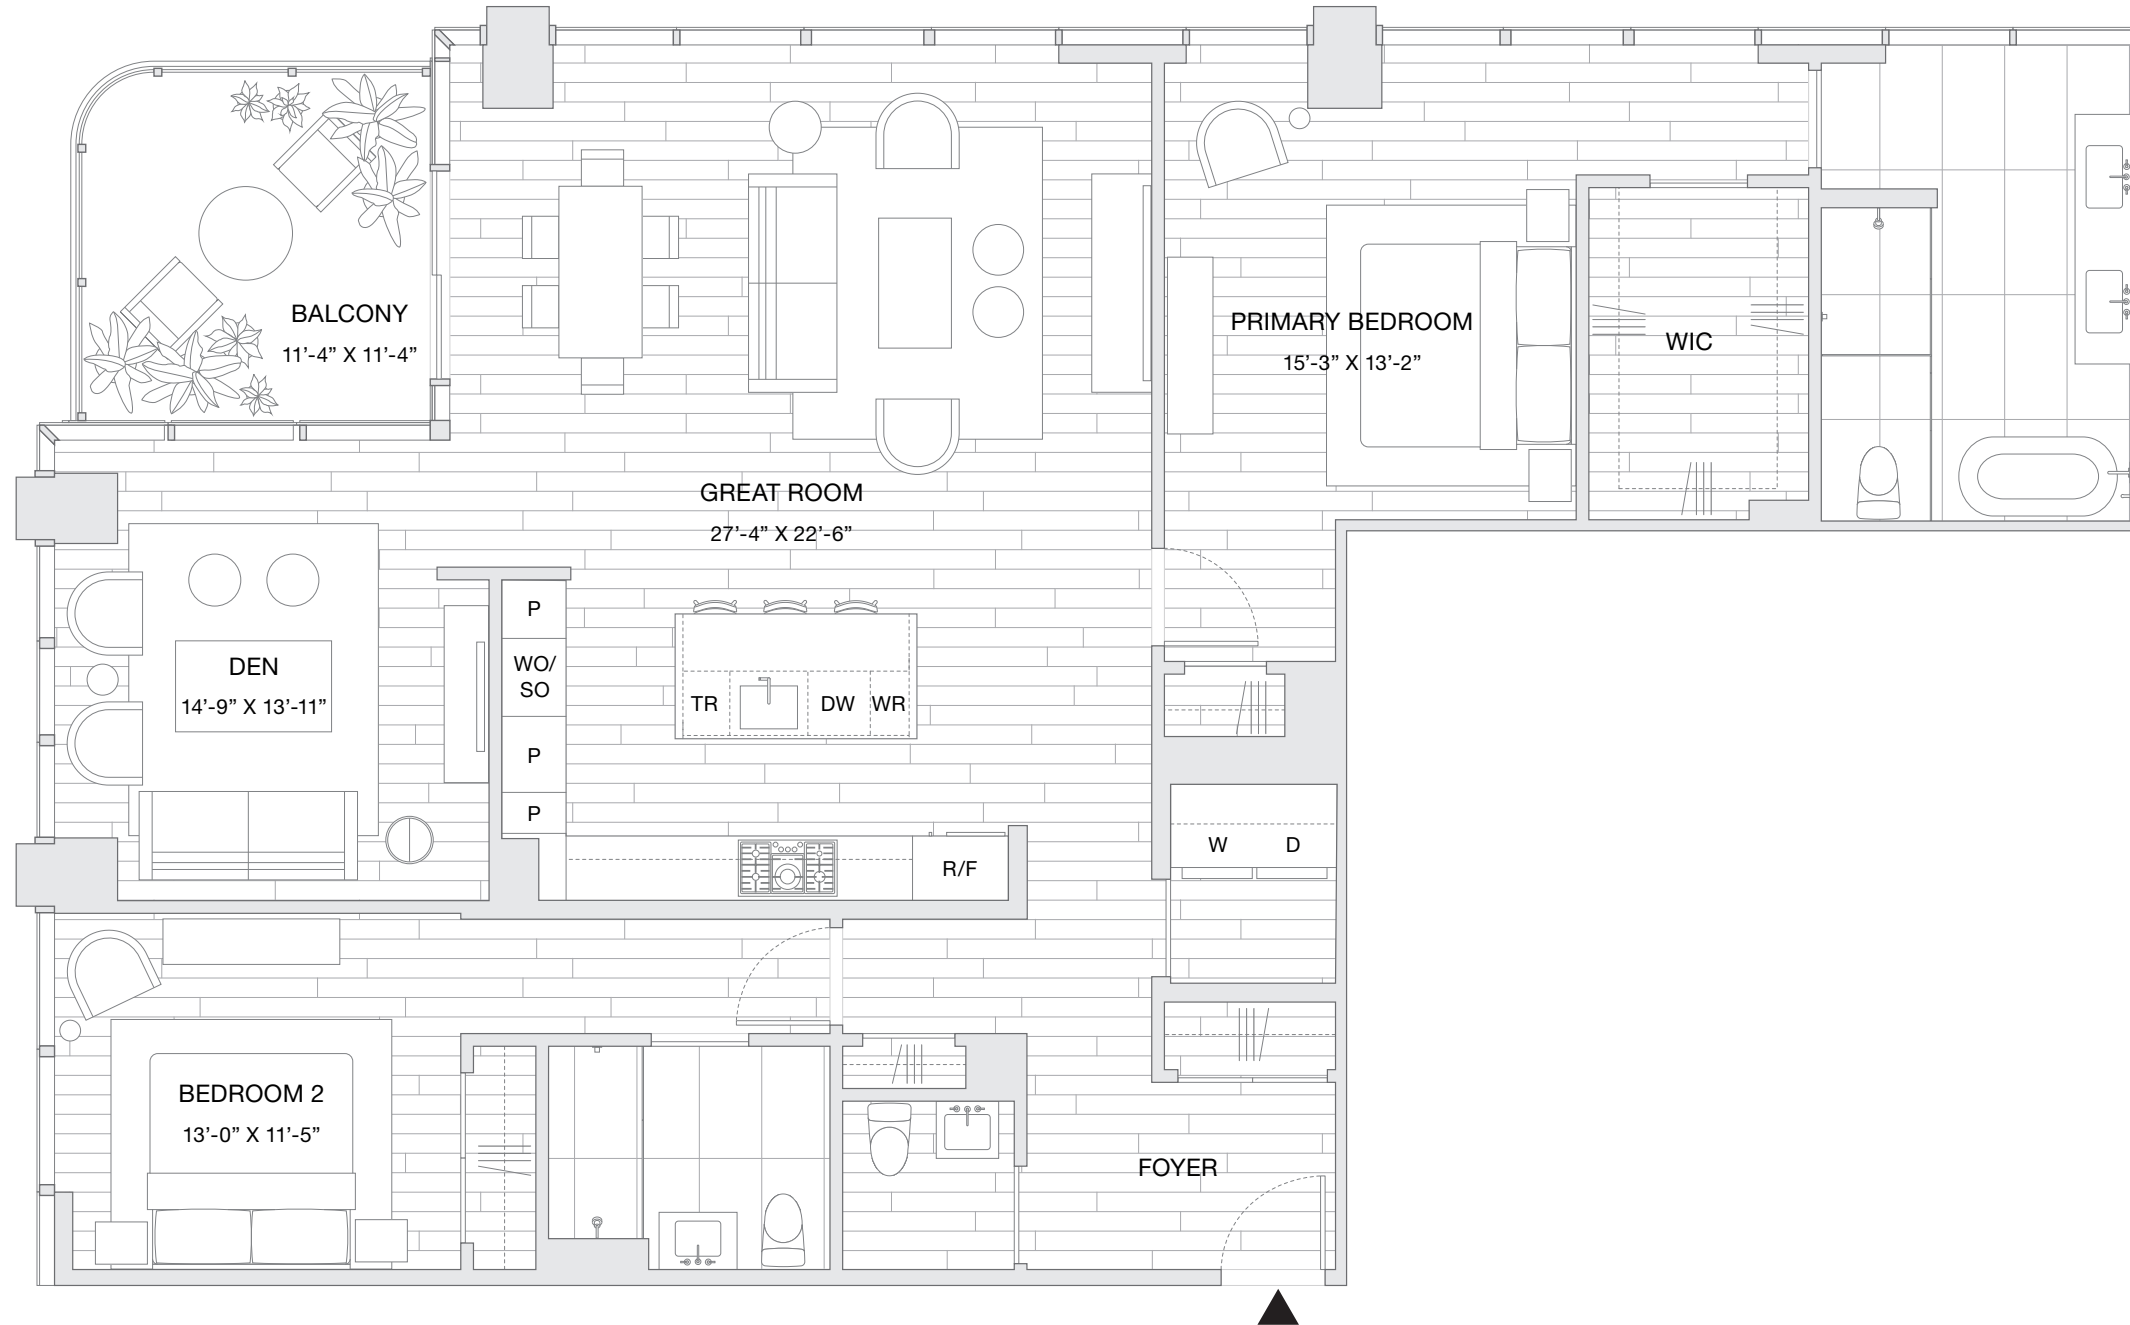 BALCONY
11’-4” X 11’-4”
PRIMARY BEDROOM
15’-3” X 13’-2”
WIC
GREAT ROOM
27’-4” X 22’-6”
DEN
14’-9” X 13’-11”
P
WO/
SO
P
P
TR
DW
WR
R/F
W
D
BEDROOM 2
13’-0” X 11’-5”
FOYER